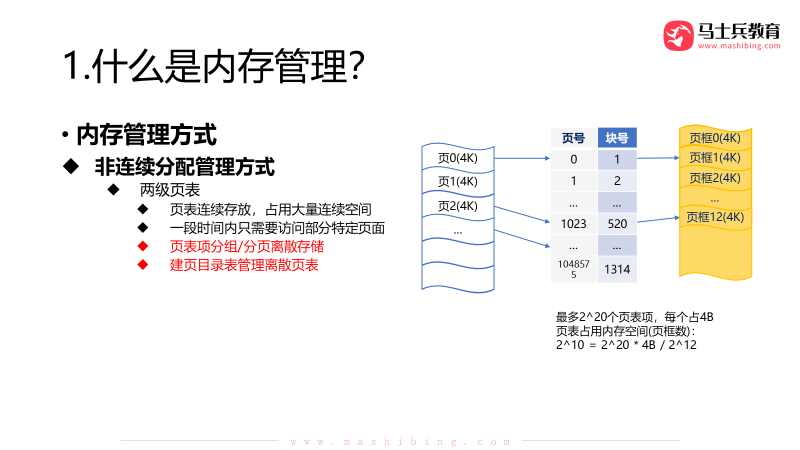 马士兵教育
www.mashibing.com
1.什么是内存管理？
• 内存管理方式
◆ 非连续分配管理方式
◆ 两级页表
◆ 页表连续存放，占用大量连续空间
◆ 一段时间内只需要访问部分特定页面
◆ 页表项分组/分页离散存储
◆ 建页目录表管理离散页表
页0(4K)
页1(4K)
页2(4K)
...
页号 块号
0 1
1 2
... ...
1023 520
... ...
104857
5 1314
页框0(4K)
页框1(4K)
页框2(4K)
...
页框12(4K)
最多2^20个页表项，每个占4B
页表占用内存空间(页框数)：
2^10 = 2^20 * 4B / 2^12
www.mashibing.com